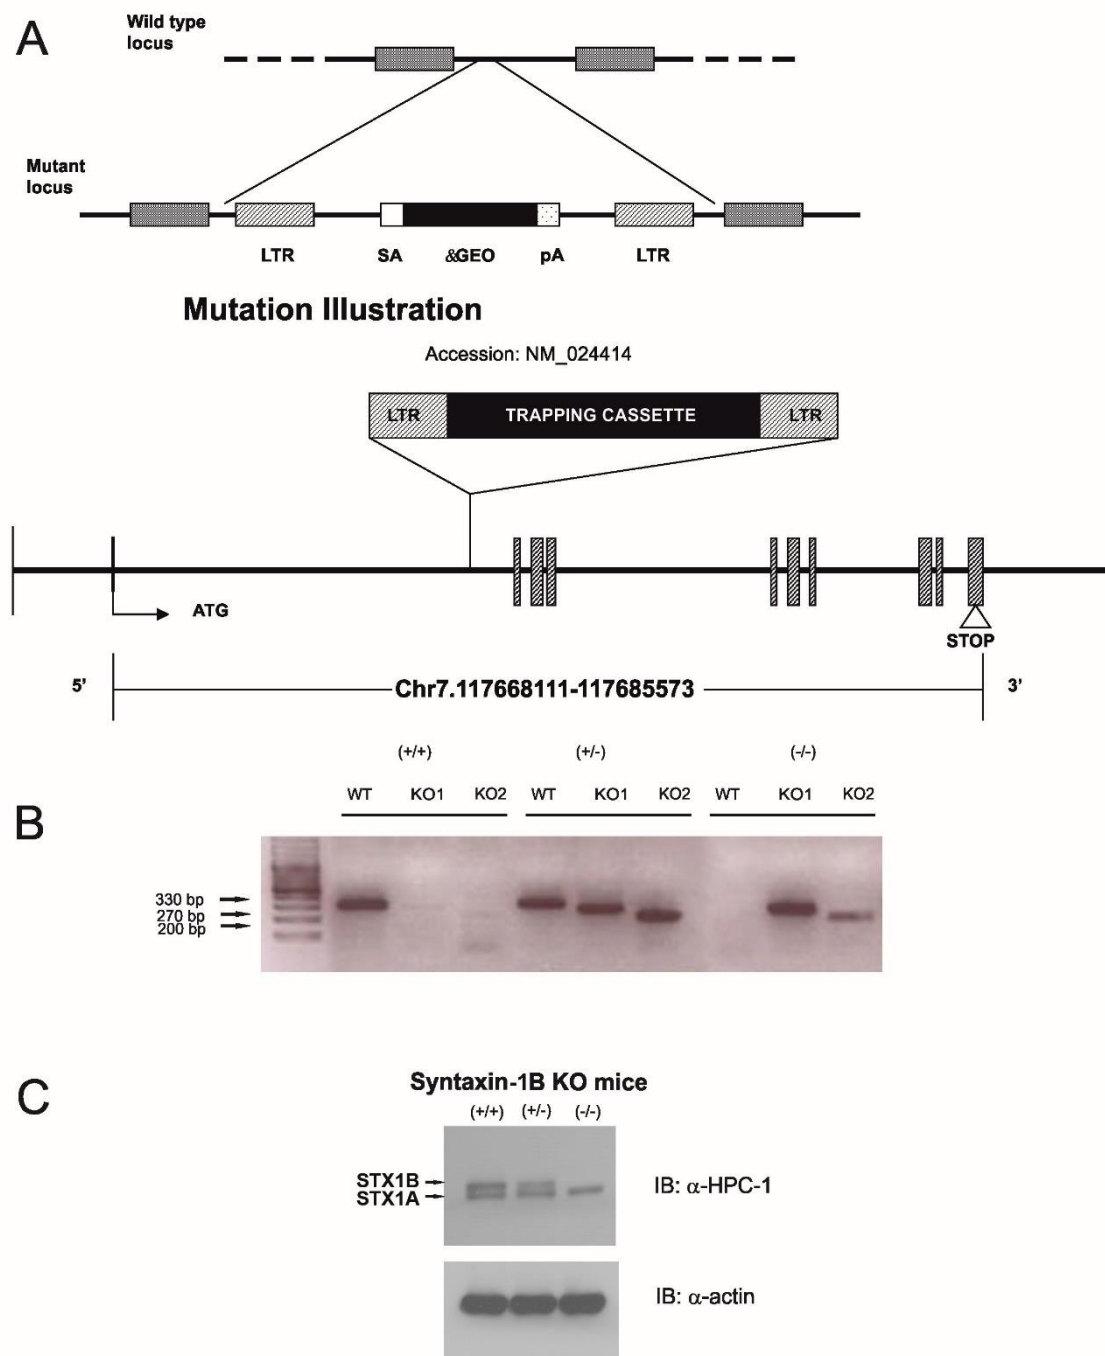 A
Wild type
locus
Mutant
locus
LTR SA &GEO pA LTR
Mutation Illustration
Accession: NM_024414
LTR TRAPPING CASSETTE LTR
ATG
STOP
5’ Chr7.117668111-117685573 3’
(+/+) (+/-) (-/-)
WT KO1 KO2 WT KO1 KO2 WT KO1 KO2
B
330 bp
270 bp
200 bp
C
Syntaxin-1B KO mice
(+/+) (+/-) (-/-)
STX1B
STX1A
IB: α-HPC-1
IB: α-actin